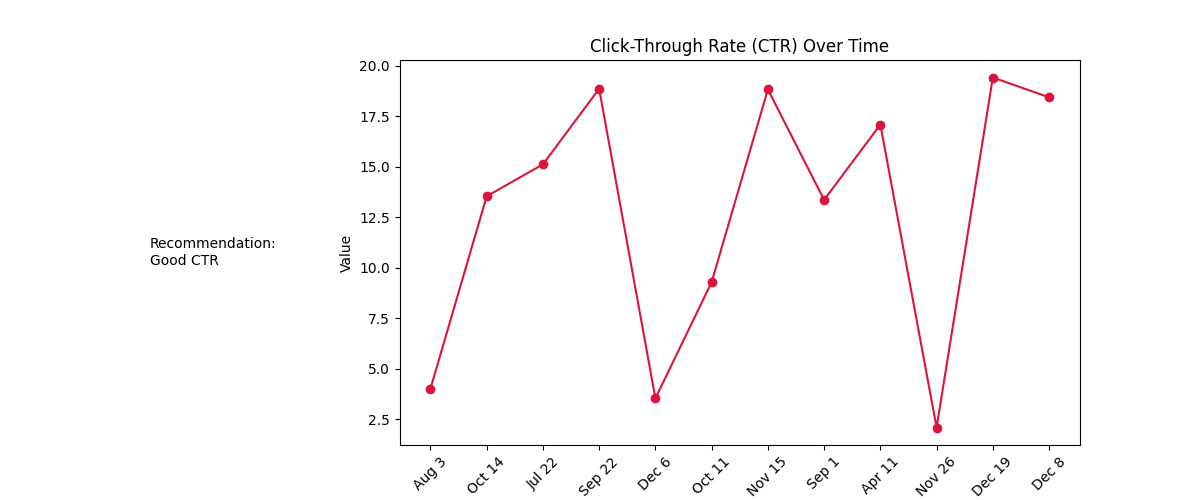 Click-Through Rate (CTR) Over Time
Recommendation:
Good CTR
Value
20.0
17.5
15.0
12.5
10.0
7.5
5.0
2.5
Aug 3
Oct 14
Jul 22
Sep 22
Dec 6
Oct 11
Nov 15
Sep 1
Apr 11
Nov 26
Dec 19
Dec 8